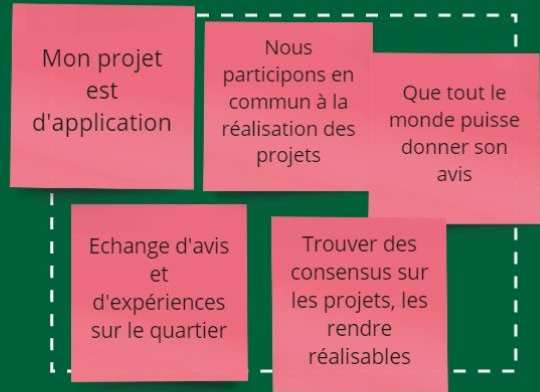 Mon projet
est
d'application
Nous
participons en
commun à la
réalisation des
projets
Que tout le
monde puisse
donner son
avis
Echange d'avis
et
d'expériences
sur le quartier
Trouver des
consensus sur
les projets, les
rendre
réalisables